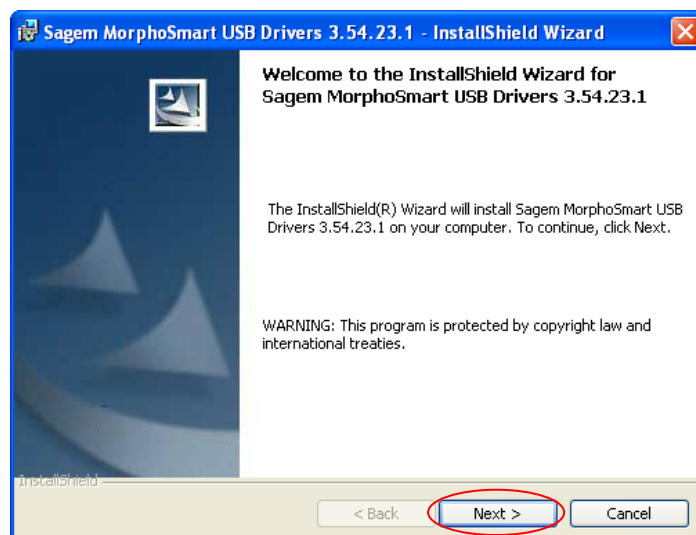 Sagem MorphoSmart USB Drivers 3.54.23.1 - InstallShield Wizard
Welcome to the InstallShield Wizard for
Sagem MorphoSmart USB Drivers 3.54.23.1
The InstallShield(R) Wizard will install Sagem MorphoSmart USB
Drivers 3.54.23.1 on your computer. To continue, click Next.
WARNING: This program is protected by copyright law and
international treaties.
InstallShield
< Back
Next >
Cancel